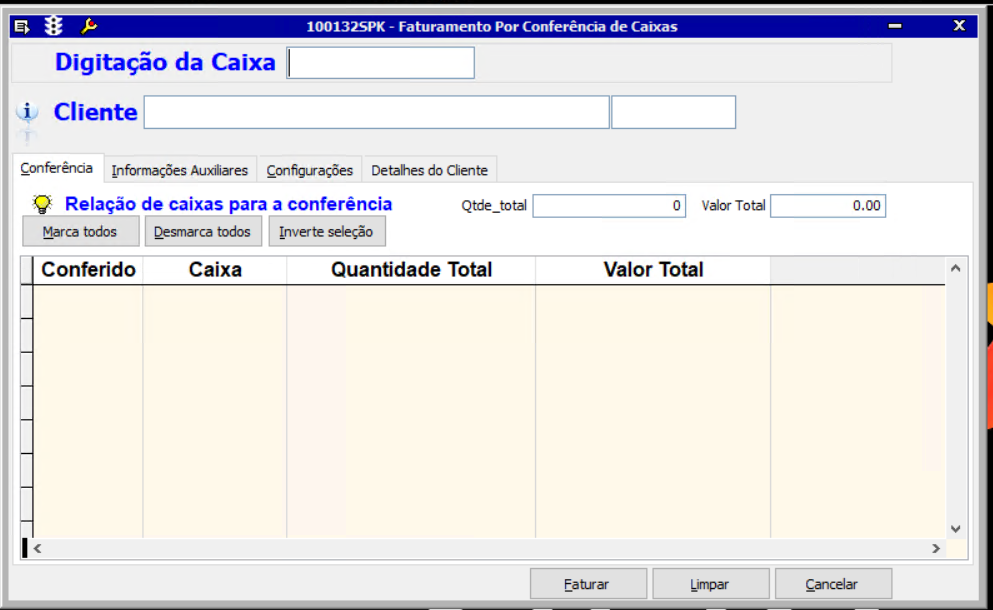 100132SPK - Faturamento Por Conferência de Caixas
Digitação da Caixa
Cliente
Conferência Informações Auxiliares Configurações Detalhes do Cliente
Relação de caixas para a conferência Qtde_total 0 Valor Total 0.00
Marca todos Desmarca todos Inverte seleção
Conferido Caixa Quantidade Total Valor Total
Faturar Limpar Cancelar